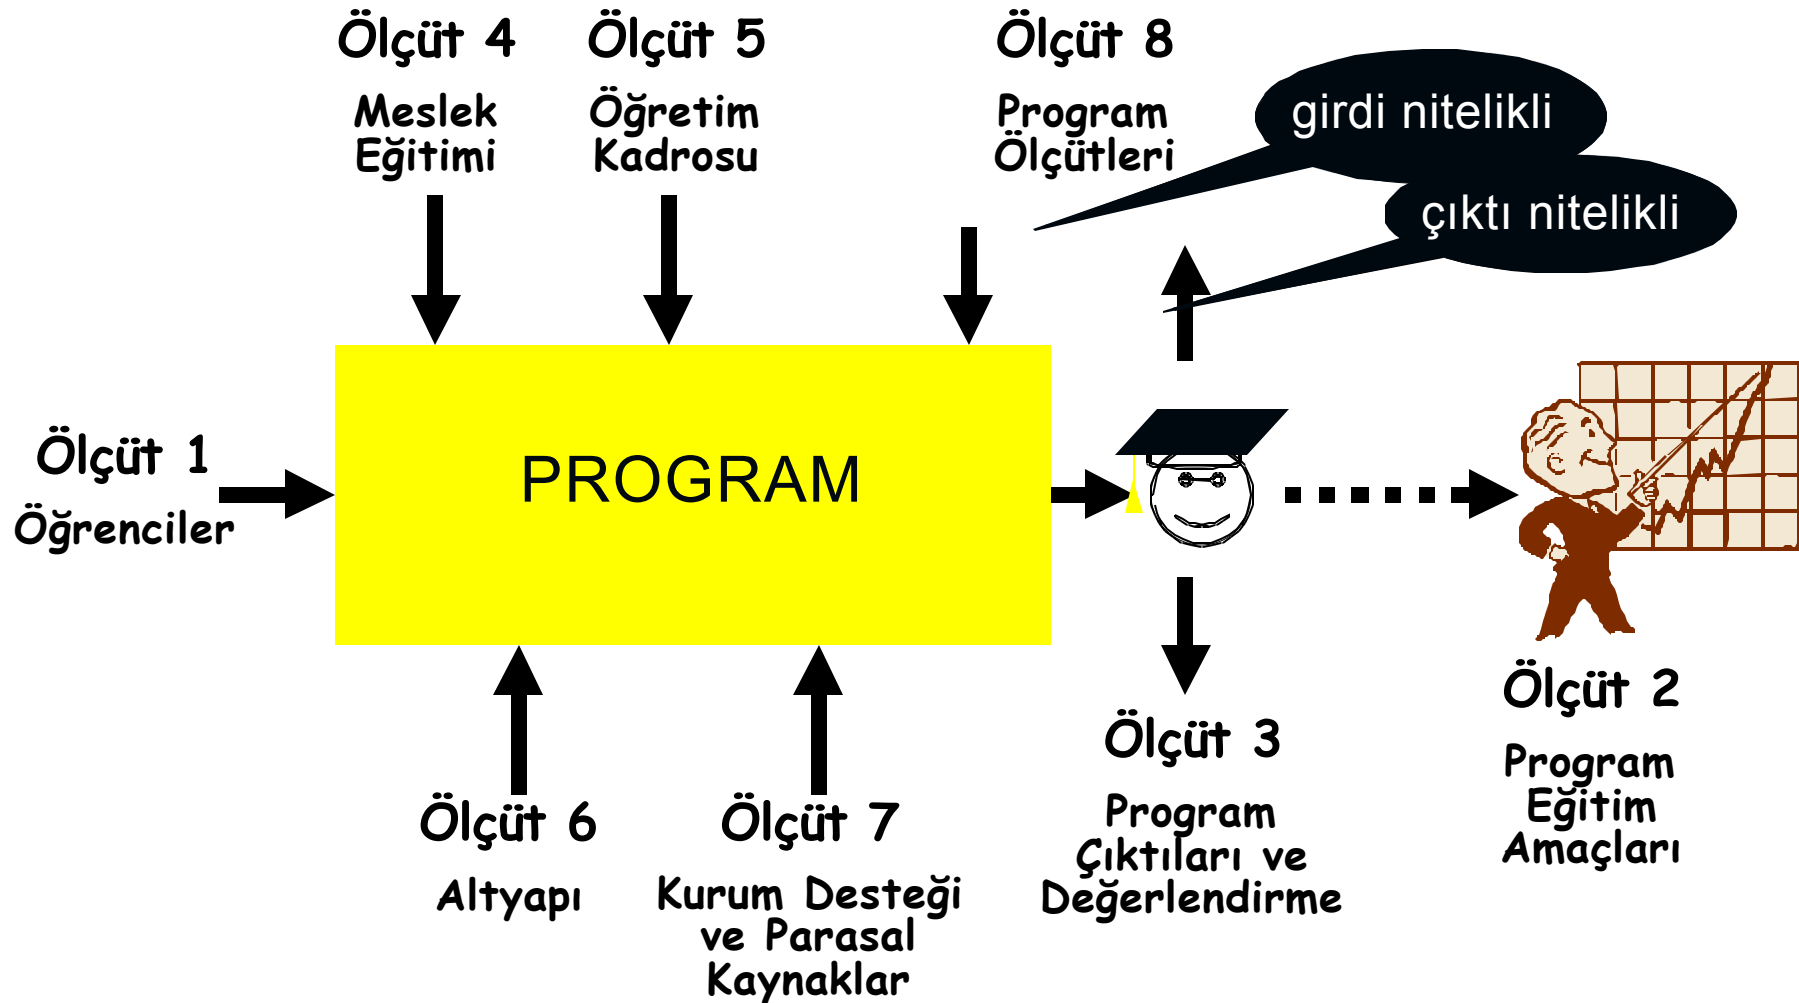 Ölçüt 4
Meslek
Eğitimi
Ölçüt 5
Öğretim
Kadrosu
Ölçüt 8
Program
Ölçütleri
girdi nitelikli
çıktı nitelikli
Ölçüt 1
Öğrenciler
PROGRAM
Ölçüt 6
Altyapı
Ölçüt 7
Kurum Desteği
ve Parasal
Kaynaklar
Ölçüt 3
Program
Çıktıları ve
Değerlendirme
Ölçüt 2
Program
Eğitim
Amaçları